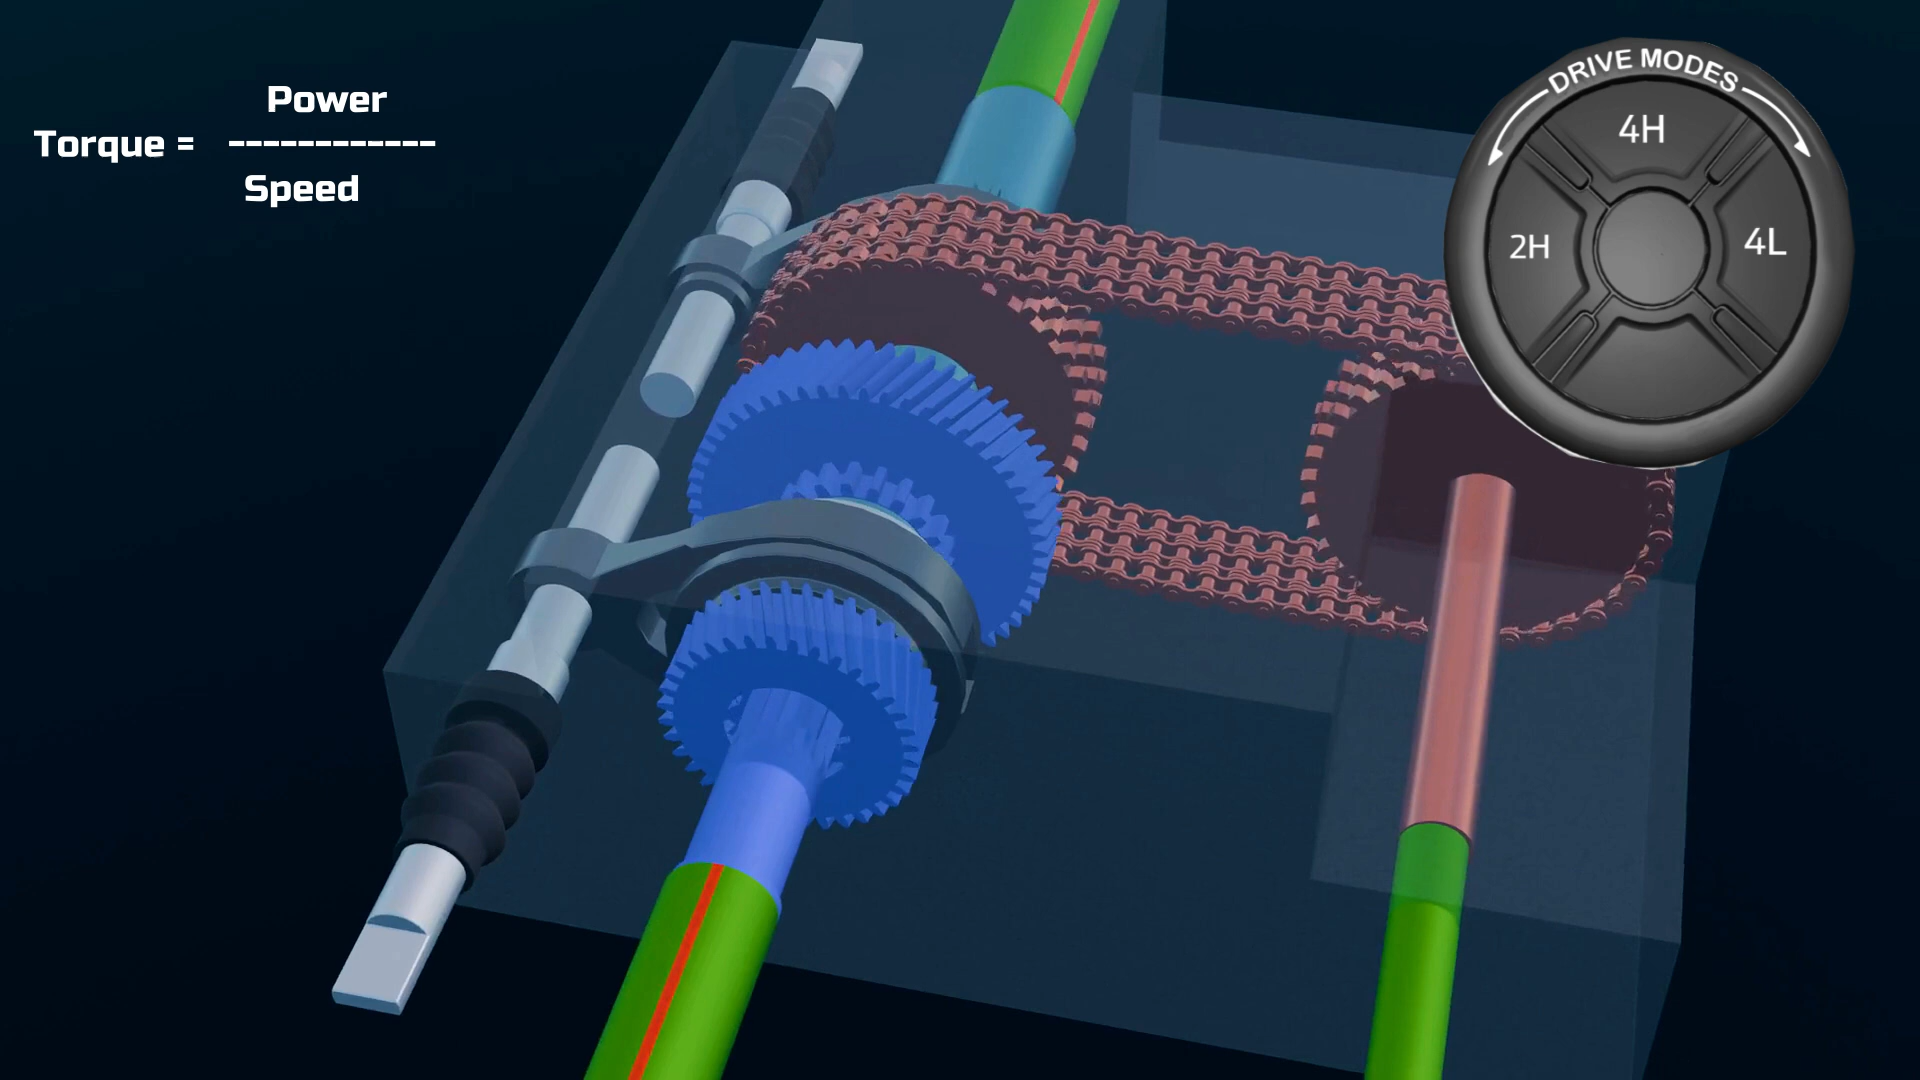 Power
Torque = ------------
Speed
DRIVE MODES
4H
2H
4L